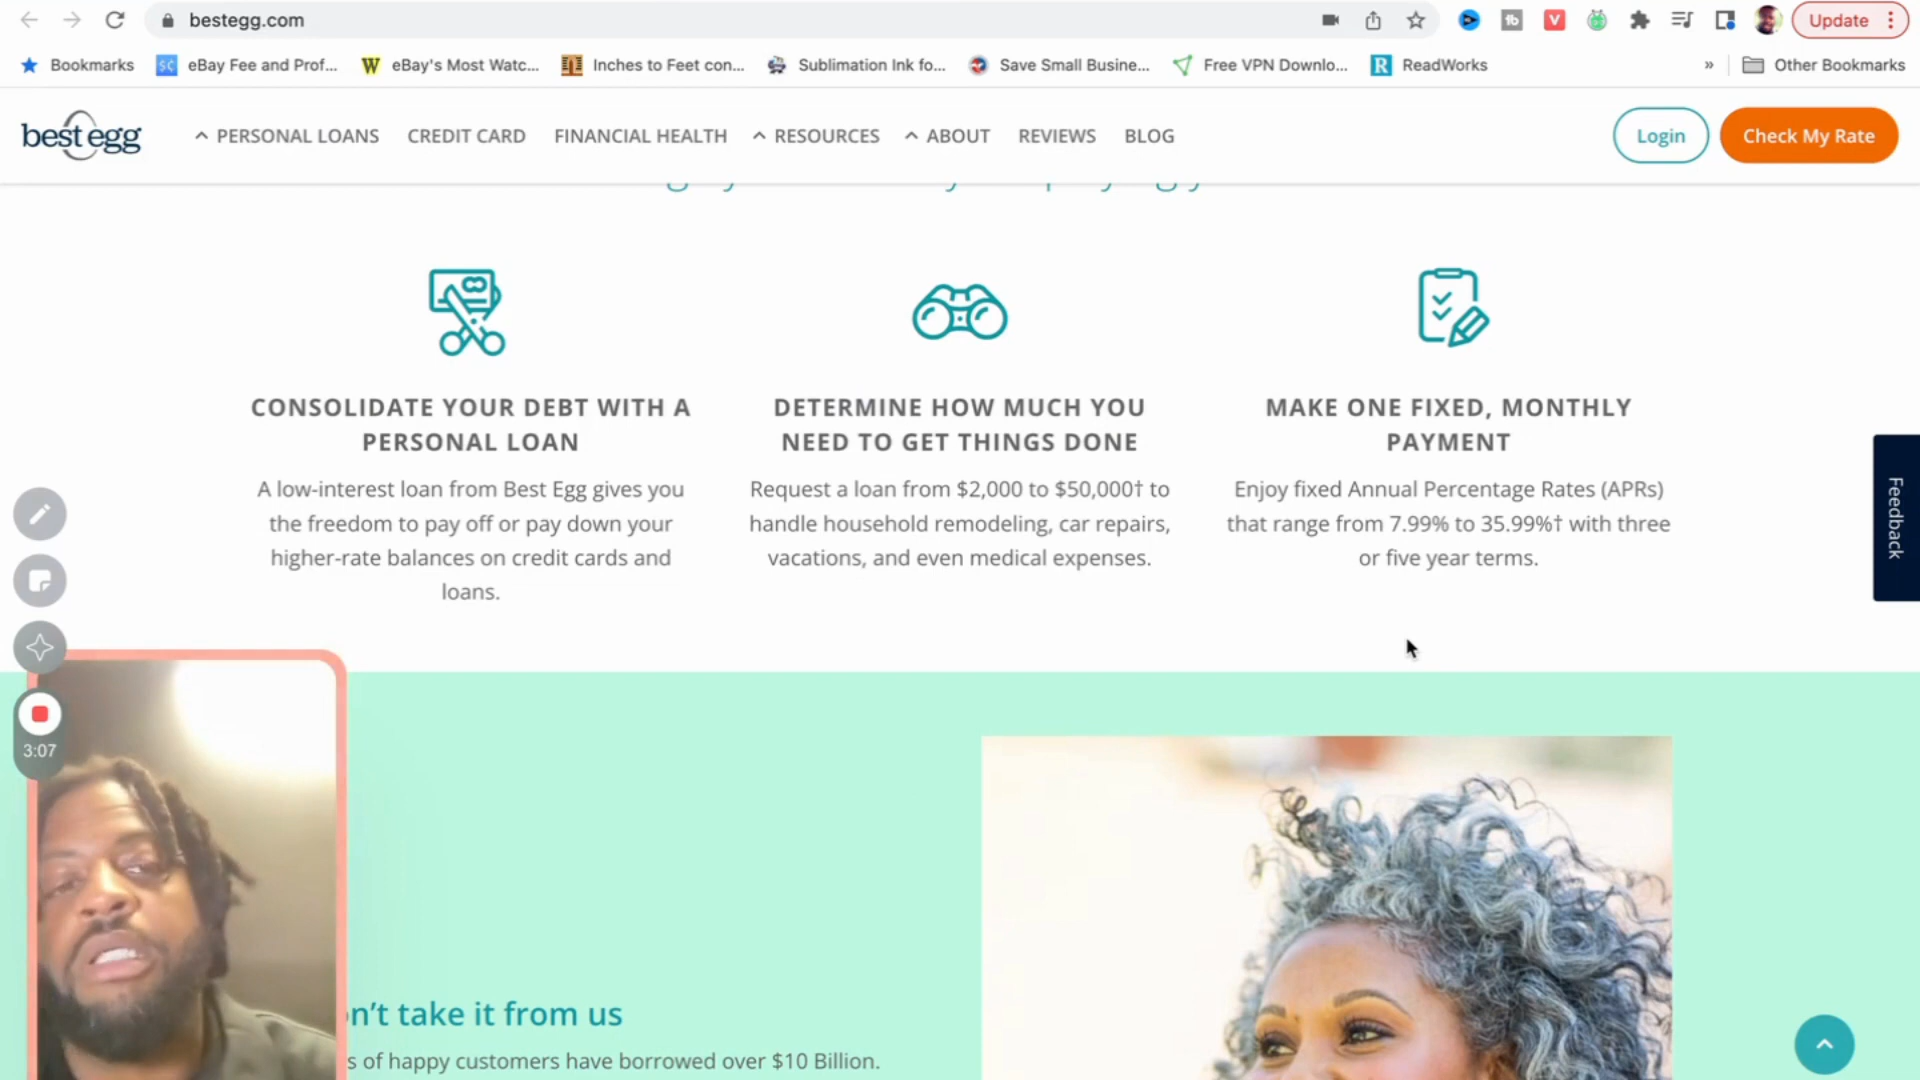 bestegg.com
Update
Bookmarks
eBay Fee and Prof...
eBay's Most Watc...
Inches to Feet con...
Sublimation Ink fo...
Save Small Busine...
Free VPN Downlo...
ReadWorks
»
Other Bookmarks
best egg
PERSONAL LOANS
CREDIT CARD
FINANCIAL HEALTH
RESOURCES
ABOUT
REVIEWS
BLOG
Login
Check My Rate
CONSOLIDATE YOUR DEBT WITH A
PERSONAL LOAN
A low-interest loan from Best Egg gives you
the freedom to pay off or pay down your
higher-rate balances on credit cards and
loans.
DETERMINE HOW MUCH YOU
NEED TO GET THINGS DONE
Request a loan from $2,000 to $50,000† to
handle household remodeling, car repairs,
vacations, and even medical expenses.
MAKE ONE FIXED, MONTHLY
PAYMENT
Enjoy fixed Annual Percentage Rates (APRs)
that range from 7.99% to 35.99%† with three
or five year terms.
Feedback
3:07
n't take it from us
s of happy customers have borrowed over $10 Billion.